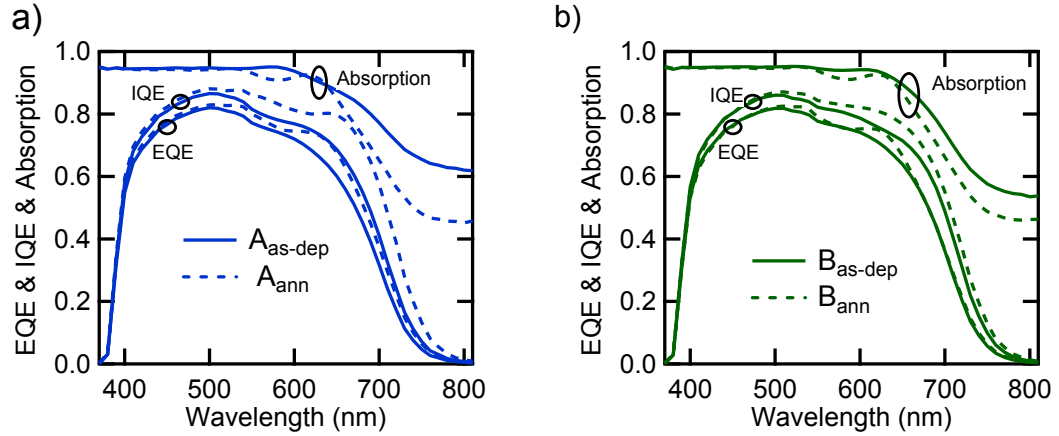 a)
EQE & IQE & Absorption
1.0
0.8
0.6
0.4
0.2
0.0
IQE
EQE
Absorption
A as-dep
A ann
400 500 600 700 800
Wavelength (nm)
b)
EQE & IQE & Absorption
1.0
0.8
0.6
0.4
0.2
0.0
IQE
EQE
Absorption
B as-dep
B ann
400 500 600 700 800
Wavelength (nm)